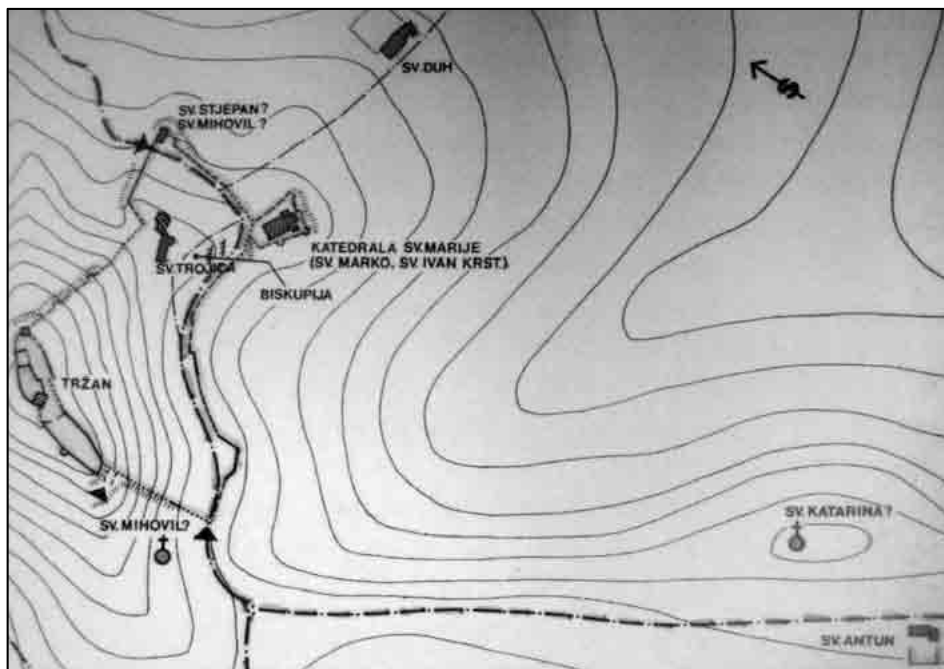 SV. DUH
SV. STJEPAN?
SV. MIHOVIL?
KATEDRALA SV. MARIJE
(SV. MARKO, SV. IVAN KRST.)
SV. TROJICA
BISKUPIJA
TRŽAN
SV. MIHOVIL?
SV. KATARINA?
SV. ANTUN